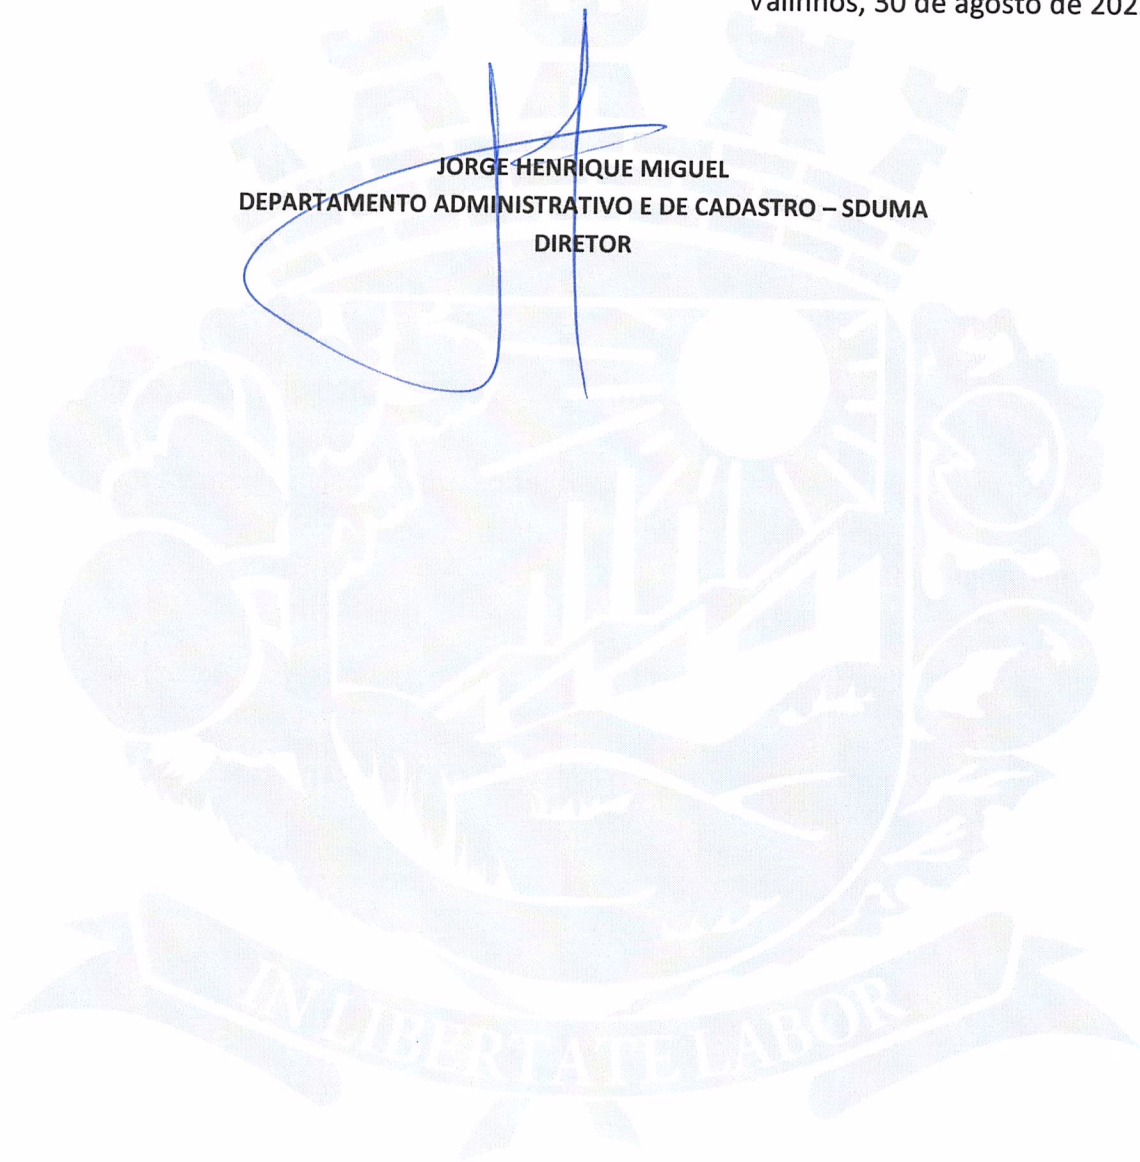 Valinhos, 30 de agosto de 202
JORGE HENRIQUE MIGUEL
DEPARTAMENTO ADMINISTRATIVO E DE CADASTRO – SDUMA
DIRETOR
IN LIBERTATE LABOR